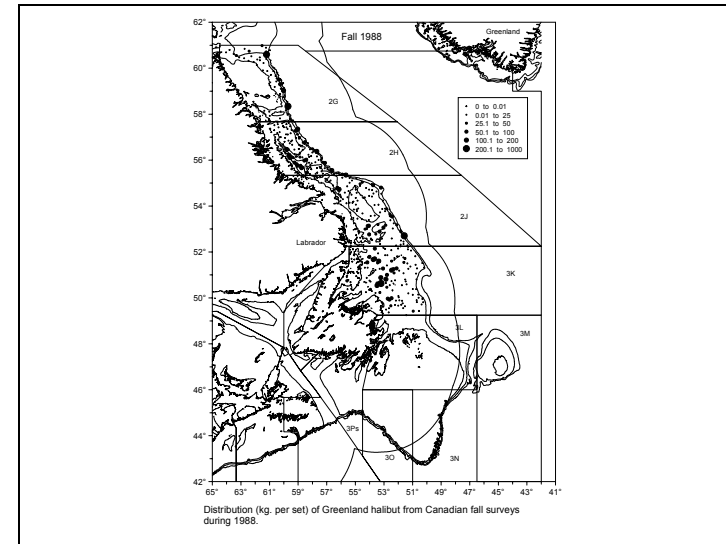 Fall 1988
Greenland
0 to 0.01
0.01 to 25
25.1 to 50
50.1 to 100
100.1 to 200
200.1 to 1000
2G
2H
2J
Labrador
3K
3L
3M
3Ps
3O
3N
62°
60°
58°
56°
54°
52°
50°
48°
46°
44°
42°
65° 63° 61° 59° 57° 55° 53° 51° 49° 47° 45° 43° 41°
Distribution (kg. per set) of Greenland halibut from Canadian fall surveys
during 1988.